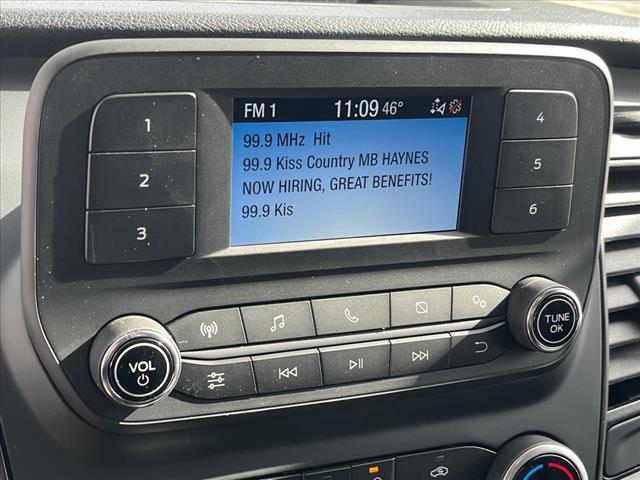 FM 1 11:09 46°
99.9 MHz Hit
99.9 Kiss Country MB HAYNES
NOW HIRING, GREAT BENEFITS!
99.9 Kis
1
2
3
4
5
6
VOL
TUNE
OK